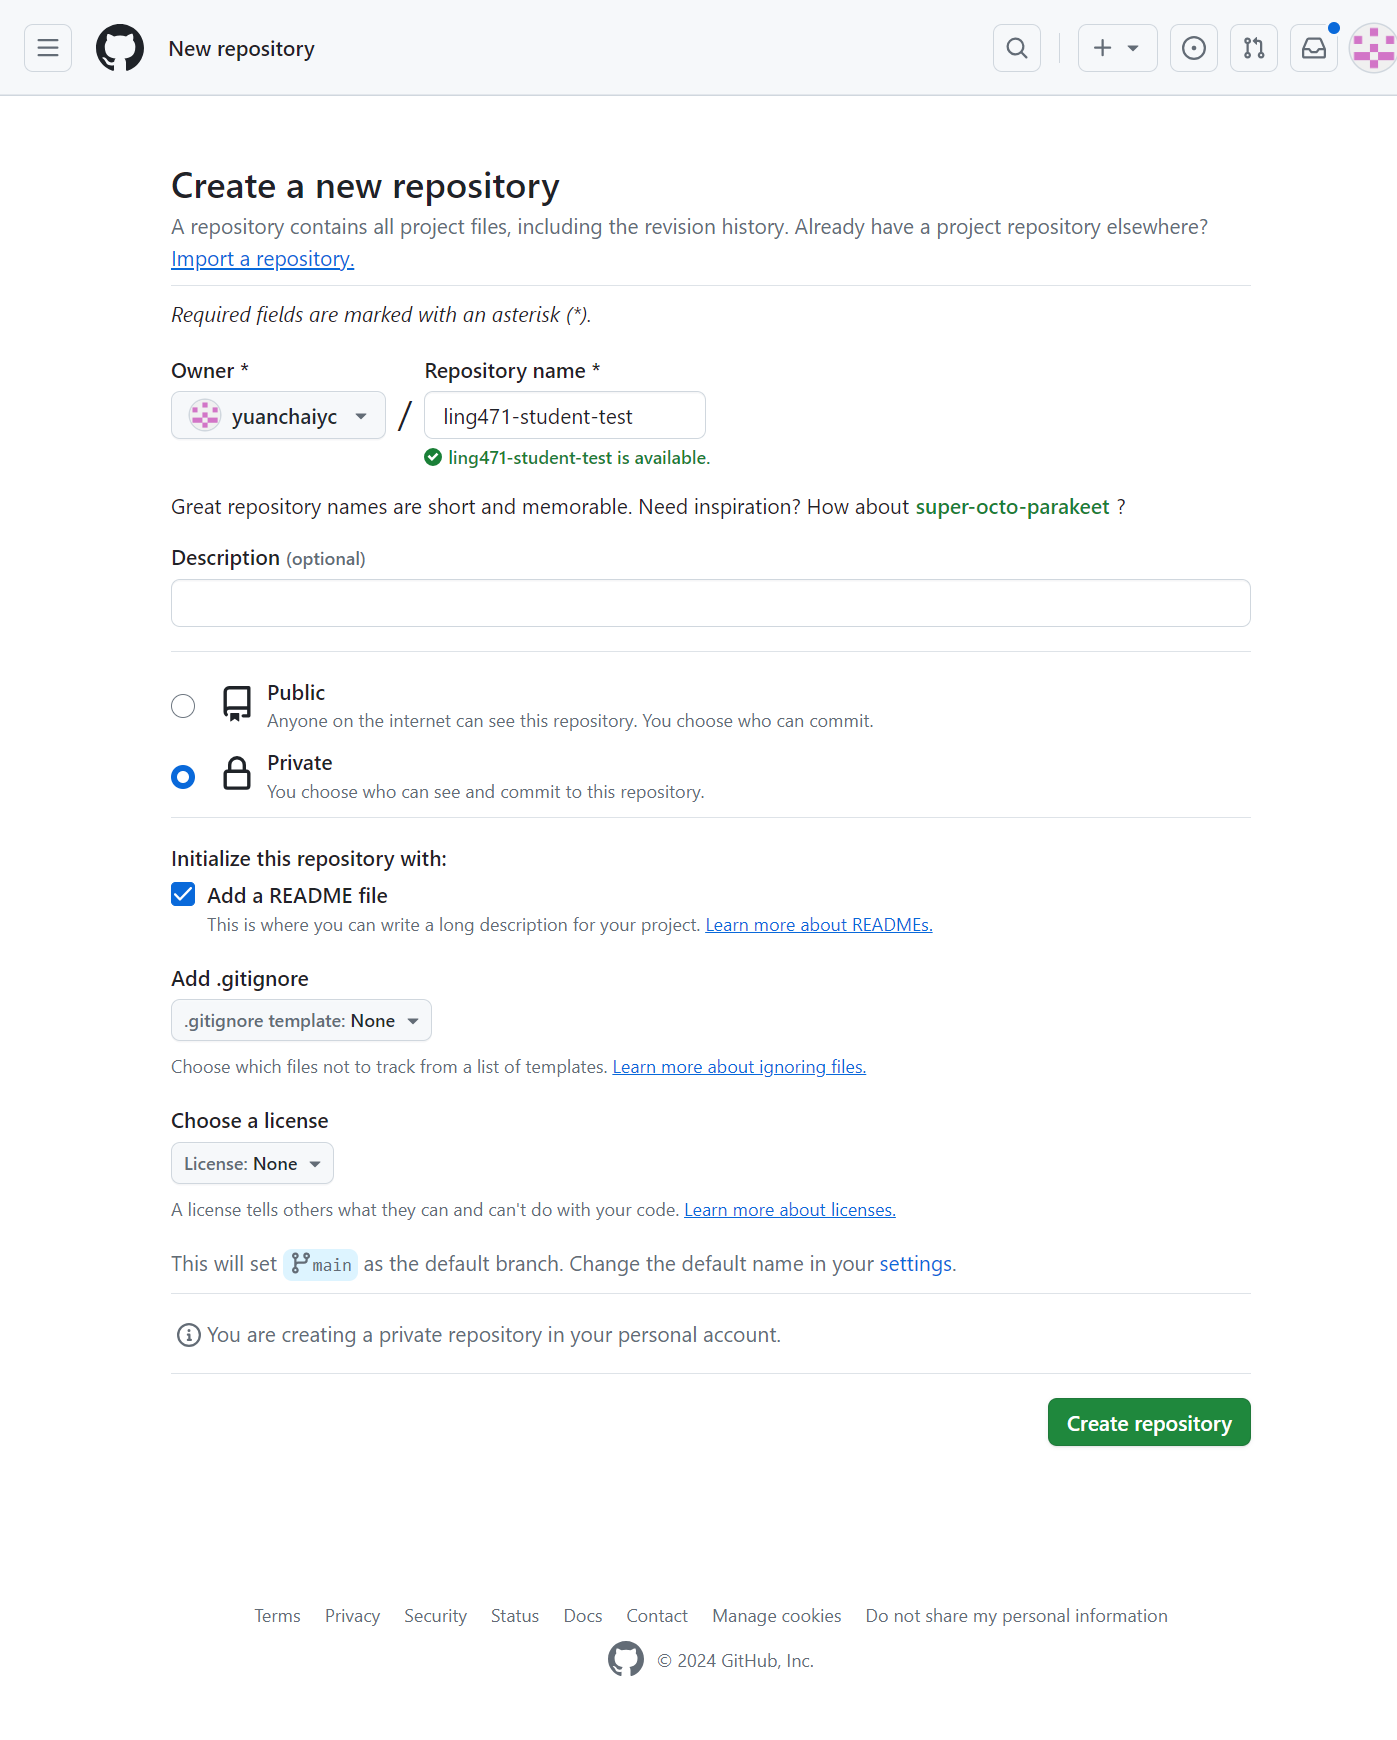 New repository
Create a new repository
A repository contains all project files, including the revision history. Already have a project repository elsewhere?
Import a repository.
Required fields are marked with an asterisk (*).
Owner * Repository name *
yuanchaiyc / ling471-student-test
ling471-student-test is available.
Great repository names are short and memorable. Need inspiration? How about super-octo-parakeet ?
Description (optional)
Public
Anyone on the internet can see this repository. You choose who can commit.
Private
You choose who can see and commit to this repository.
Initialize this repository with:
Add a README file
This is where you can write a long description for your project. Learn more about READMEs.
Add .gitignore
.gitignore template: None
Choose which files not to track from a list of templates. Learn more about ignoring files.
Choose a license
License: None
A license tells others what they can and can't do with your code. Learn more about licenses.
This will set main as the default branch. Change the default name in your settings.
You are creating a private repository in your personal account.
Create repository
Terms Privacy Security Status Docs Contact Manage cookies Do not share my personal information
© 2024 GitHub, Inc.